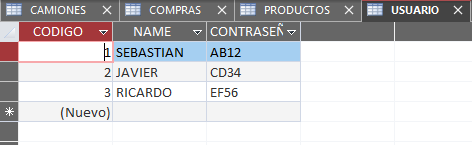 CAMIONES COMPRAS PRODUCTOS USUARIO
CODIGO NAME CONTRASEÑ
1 SEBASTIAN AB12
2 JAVIER CD34
3 RICARDO EF56
(Nuevo)